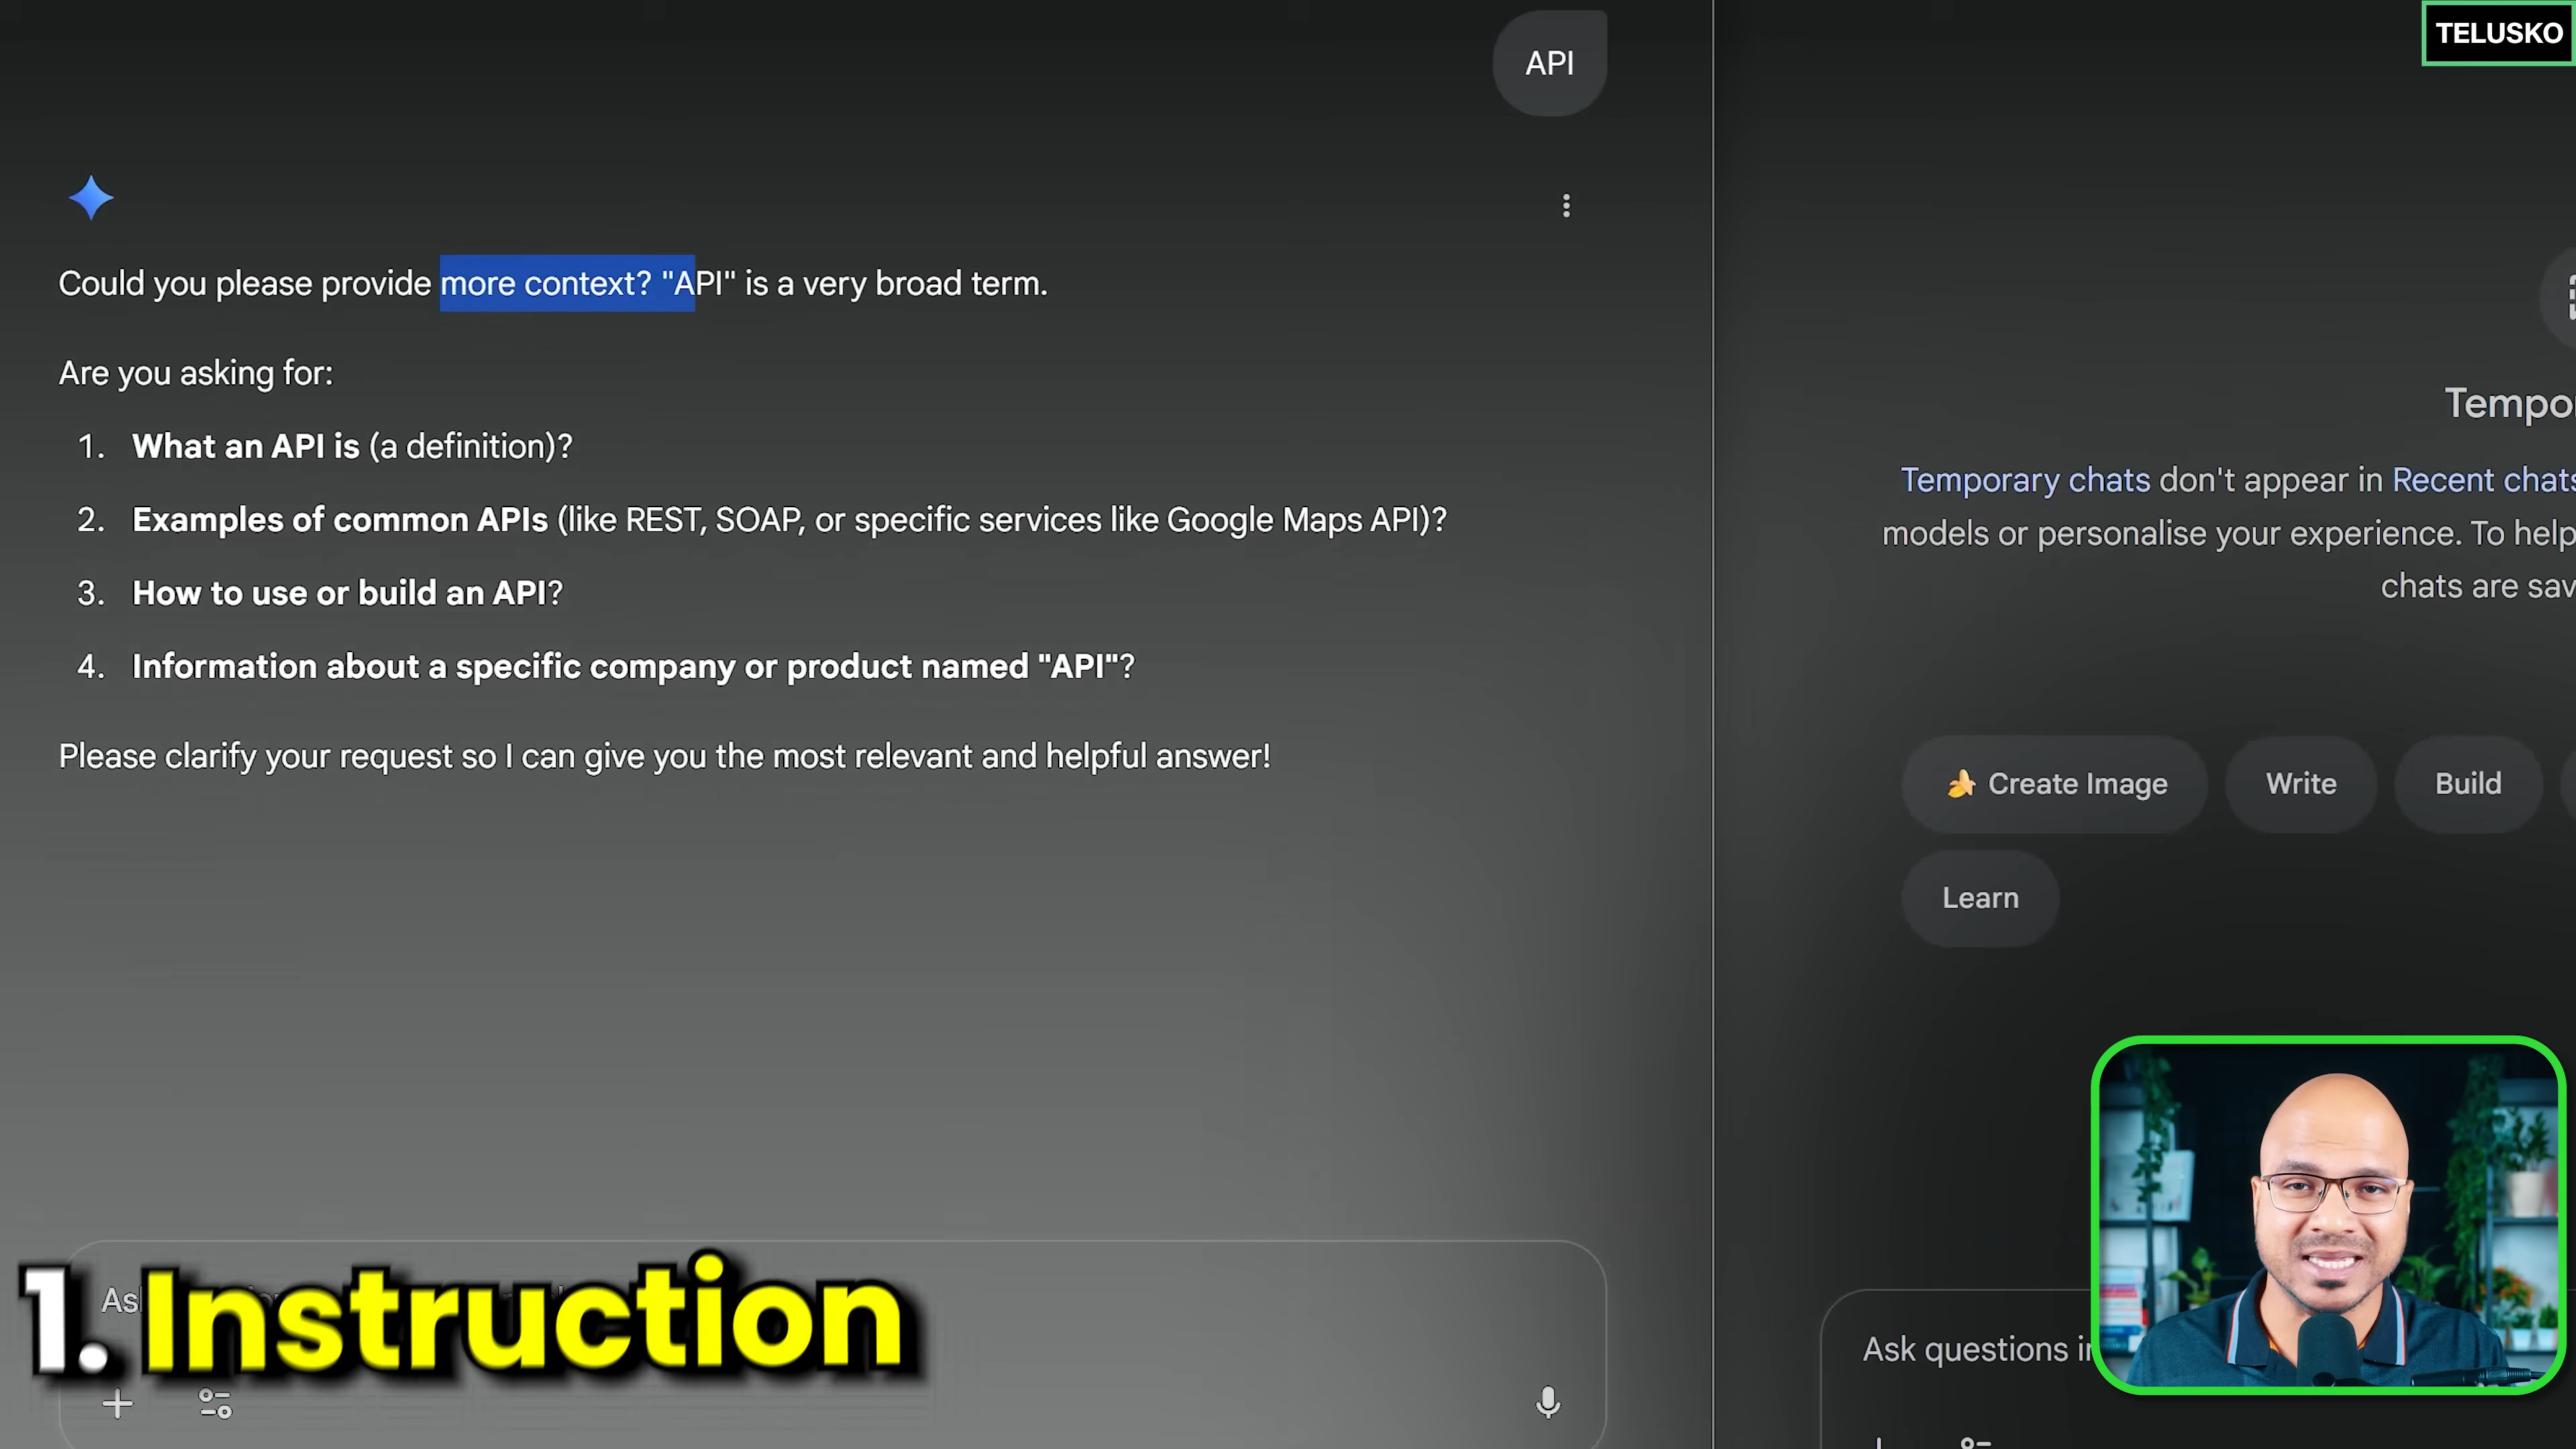 TELUSKO
API
Could you please provide more context? "API" is a very broad term.
Are you asking for:
1. What an API is (a definition)?
2. Examples of common APIs (like REST, SOAP, or specific services like Google Maps API)?
3. How to use or build an API?
4. Information about a specific company or product named "API"?
Please clarify your request so I can give you the most relevant and helpful answer!
1. Instruction
Temporary chats don't appear in Recent chats
models or personalise your experience. To help
chats are
Create Image
Write
Build
Learn
Ask questions